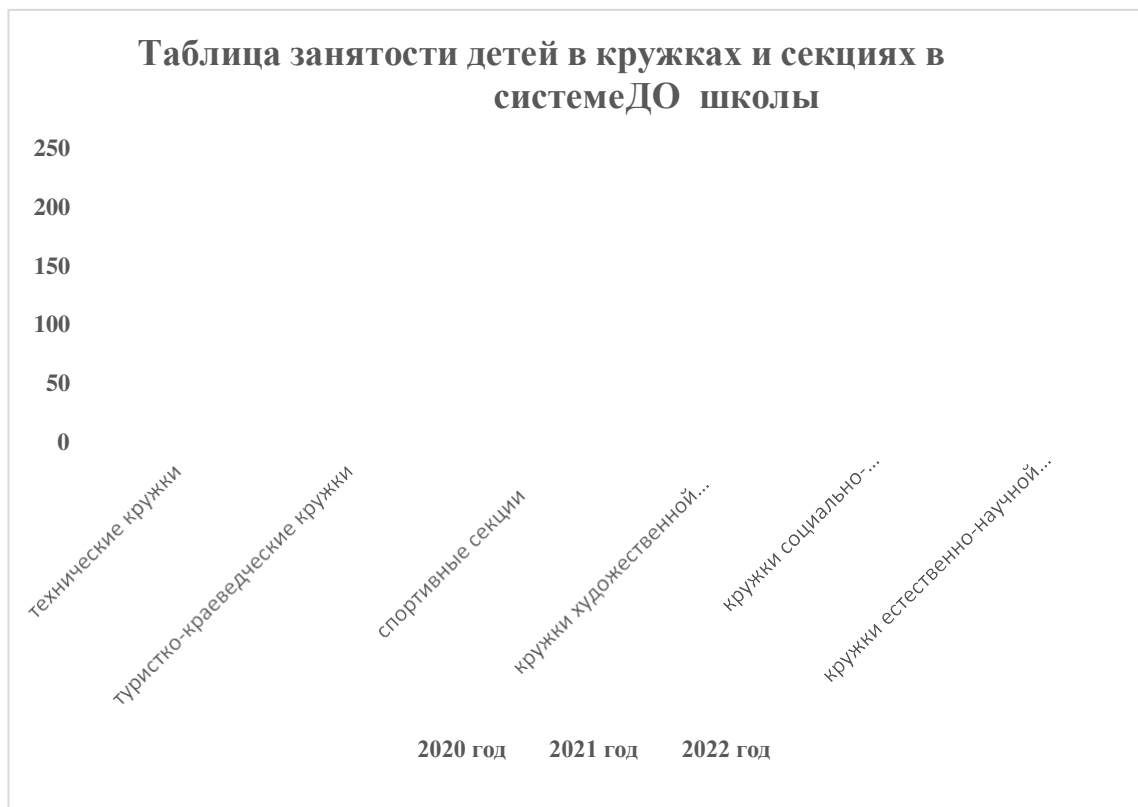 Таблица занятости детей в кружках и секциях в
системеДО школы
250
200
150
100
50
0
технические кружки
туристко-краеведческие кружки
спортивные секции
кружки художественной…
кружки социально-…
кружки естественно-научной…
2020 год 2021 год 2022 год